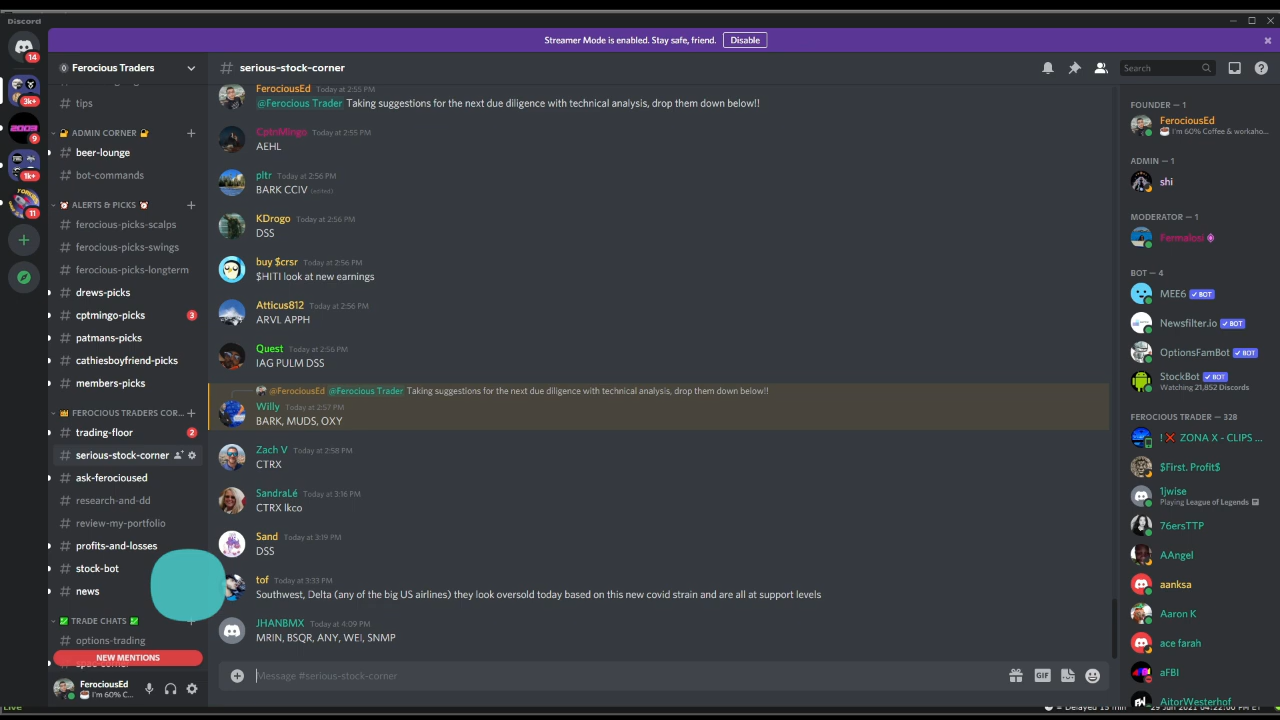 Discord
Streamer Mode is enabled. Stay safe, friend.
Disable
14
3k+
9
1k+
11
Ferocious Traders
tips
ADMIN CORNER
beer-lounge
bot-commands
ALERTS & PICKS
ferocious-picks-scalps
ferocious-picks-swings
ferocious-picks-longterm
drews-picks
cptmingo-picks
3
patmans-picks
cathiesboyfriend-picks
members-picks
FEROCIOUS TRADERS COR...
trading-floor
2
serious-stock-corner
ask-ferocioused
research-and-dd
review-my-portfolio
profits-and-losses
stock-bot
news
TRADE CHATS
options-trading
NEW MENTIONS
FerociousEd
I'm 60% C...
# serious-stock-corner
Search
FerociousEd Today at 2:55 PM
@Ferocious Trader Taking suggestions for the next due diligence with technical analysis, drop them down below!!
CptnMingo Today at 2:55 PM
AEHL
pltr Today at 2:56 PM
BARK CCIV (edited)
KDrogo Today at 2:56 PM
DSS
buy $crsr Today at 2:56 PM
$HITI look at new earnings
Atticus812 Today at 2:56 PM
ARVL APPH
Quest Today at 2:56 PM
IAG PULM DSS
@FerociousEd @Ferocious Trader Taking suggestions for the next due diligence with technical analysis, drop them down below!!
Willy Today at 2:57 PM
BARK, MUDS, OXY
Zach V Today at 2:58 PM
CTRX
SandraLé Today at 3:16 PM
CTRX lkco
Sand Today at 3:19 PM
DSS
tof Today at 3:33 PM
Southwest, Delta (any of the big US airlines) they look oversold today based on this new covid strain and are all at support levels
JHANBMX Today at 4:09 PM
MRIN, BSQR, ANY, WEI, SNMP
Message #serious-stock-corner
GIF
FOUNDER — 1
FerociousEd
I'm 60% Coffee & workaho...
ADMIN — 1
shi
MODERATOR — 1
Fermalosi
BOT — 4
MEE6 BOT
Newsfilter.io BOT
OptionsFamBot BOT
StockBot BOT
Watching 21,852 Discords
FEROCIOUS TRADER — 328
! ZONA X - CLIPS ...
$First. Profit$
1jwise
Playing League of Legends
76ersTTP
AAngel
aanksa
Aaron K
ace farah
aFBI
AitorWesterhof
Live
= Delayed 15 min